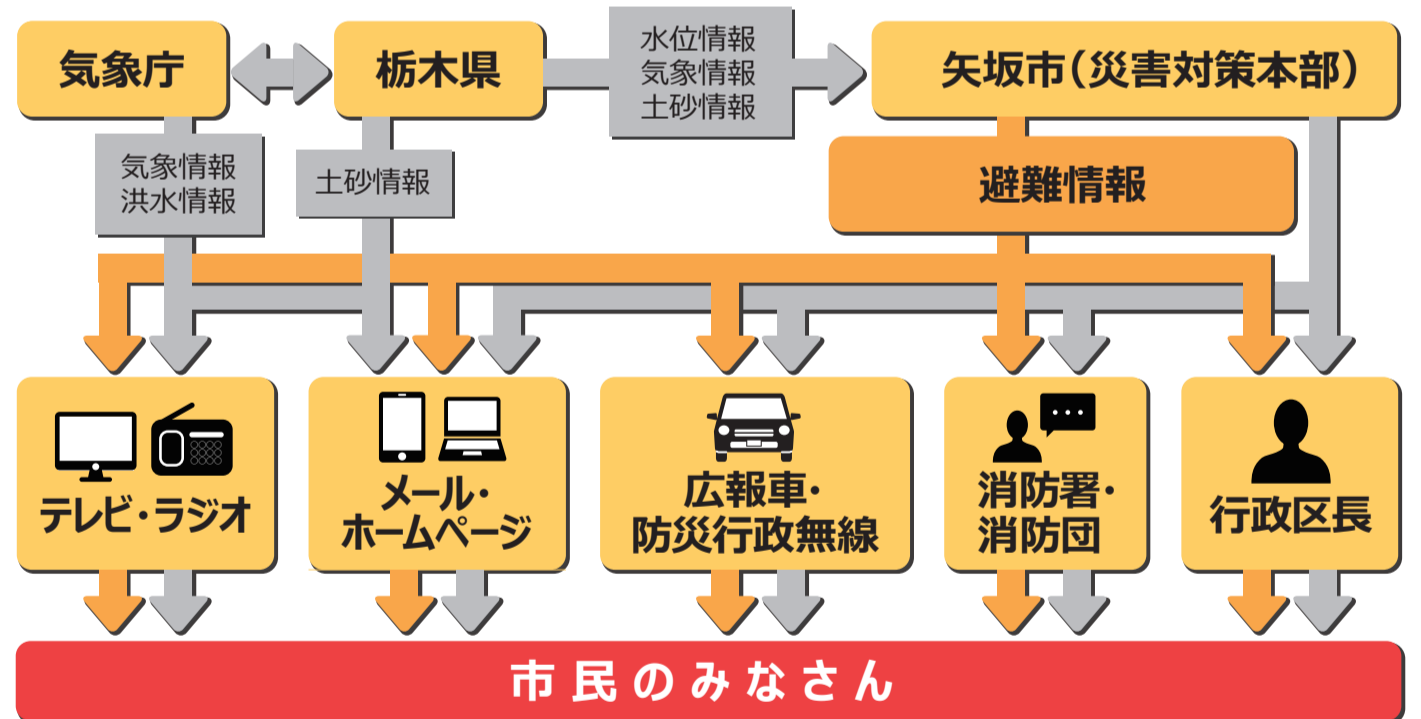 気象庁
栃木県
水位情報
気象情報
土砂情報
矢坂市(災害対策本部)
気象情報
洪水情報
土砂情報
避難情報
テレビ・ラジオ
メール・
ホームページ
広報車・
防災行政無線
消防署・
消防団
行政区長
市民のみなさん